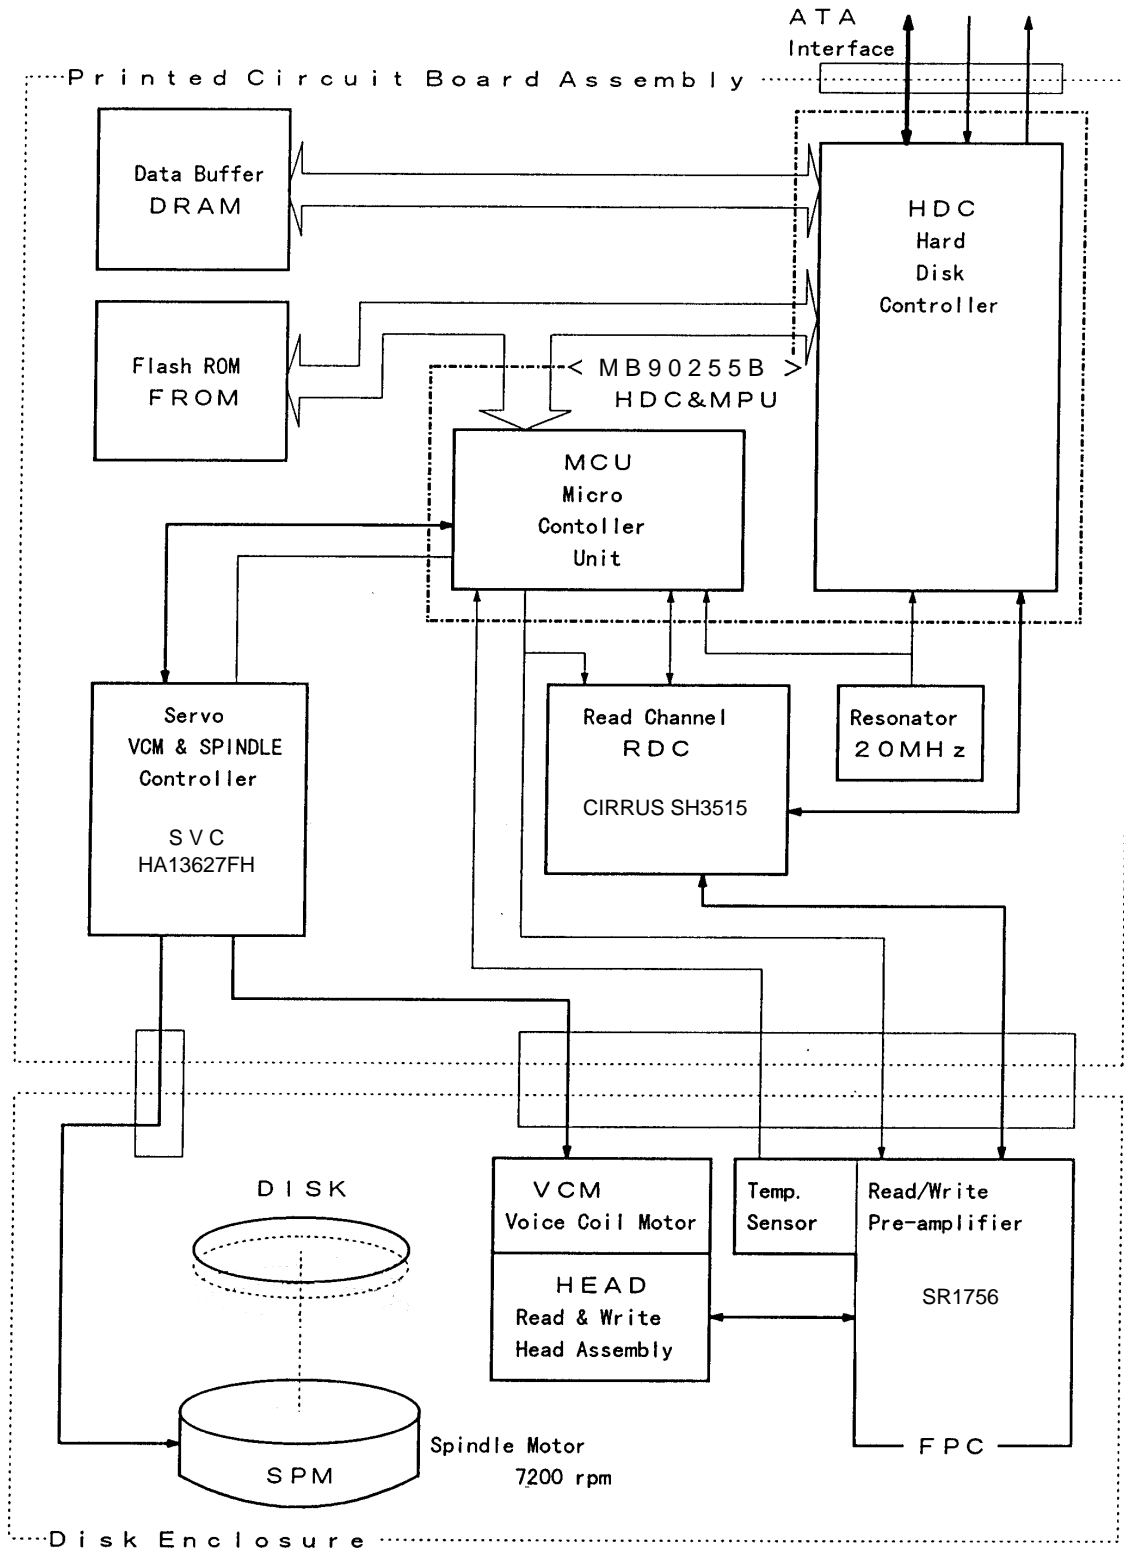 ATA
Interface
Printed Circuit Board Assembly
Data Buffer
DRAM
HDC
Hard
Disk
Controller
Flash ROM
FROM
< MB90255B >
HDC&MPU
MCU
Micro
Contoller
Unit
Servo
VCM & SPINDLE
Controller
SVC
HA13627FH
Read Channel
RDC
CIRRUS SH3515
Resonator
20MHz
DISK
VCM
Voice Coil Motor
HEAD
Read & Write
Head Assembly
Temp.
Sensor
Read/Write
Pre-amplifier
SR1756
FPC
SPM
Spindle Motor
7200 rpm
Disk Enclosure